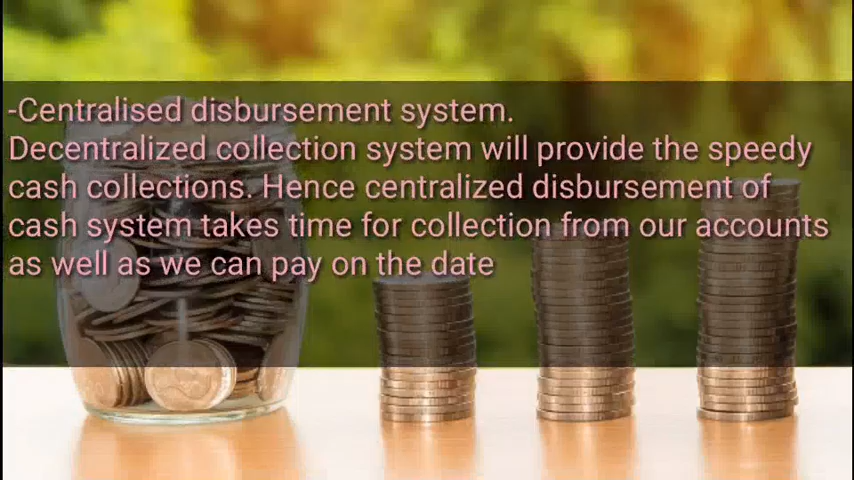 -Centralised disbursement system.
Decentralized collection system will provide the speedy
cash collections. Hence centralized disbursement of
cash system takes time for collection from our accounts
as well as we can pay on the date